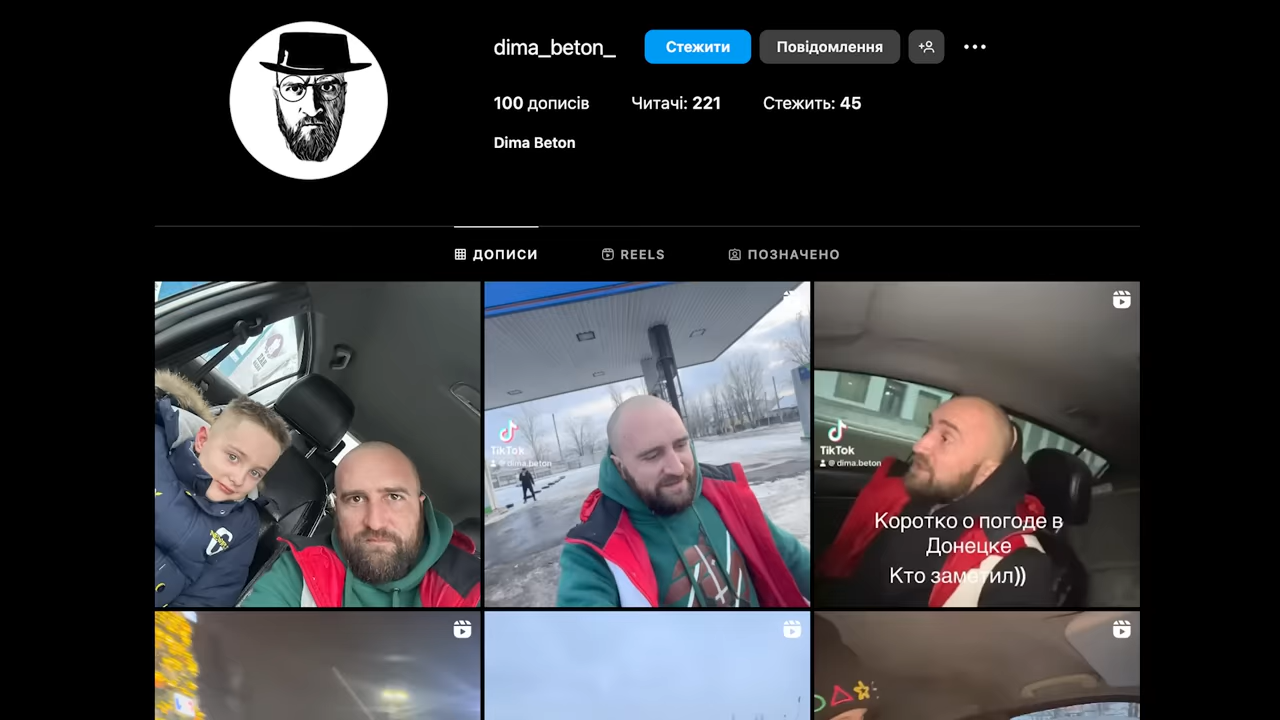 dima_beton_
Стежити
Повідомлення
100 дописів
Читачі: 221
Стежить: 45
Dima Beton
ДОПИСИ
REELS
ПОЗНАЧЕНО
TikTok
@dima.beton
TikTok
@dima.beton
Коротко о погоде в
Донецке
Кто заметил))